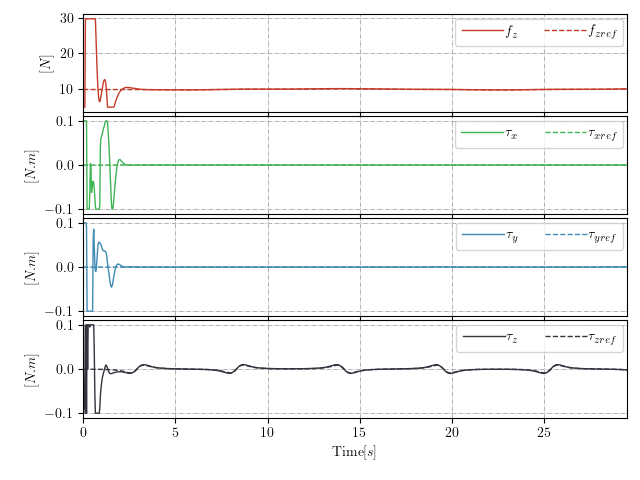 30
20
10
[N]
f_z
f_zref
0.1
0.0
−0.1
[N.m]
τ_x
τ_xref
0.1
0.0
−0.1
[N.m]
τ_y
τ_yref
0.1
0.0
−0.1
[N.m]
τ_z
τ_zref
0 5 10 15 20 25
Time[s]